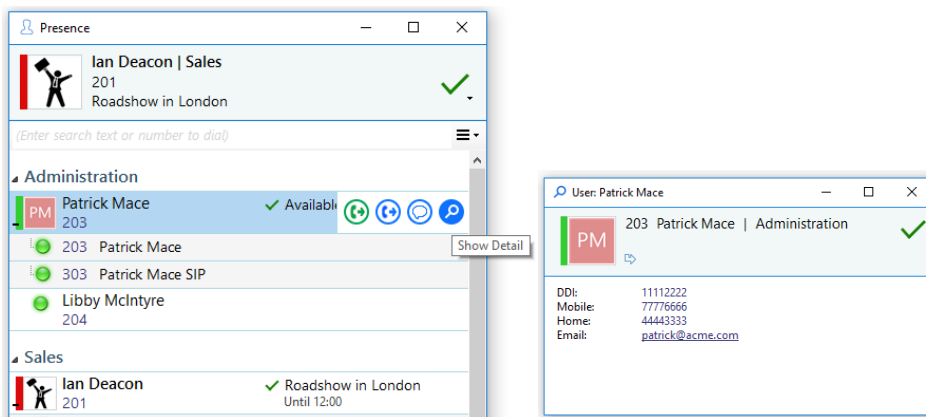 Presence
Ian Deacon | Sales
201
Roadshow in London
(Enter search text or number to dial)
Administration
PM
Patrick Mace
Available
203
203 Patrick Mace
303 Patrick Mace SIP
Libby McIntyre
204
Sales
Ian Deacon
Roadshow in London
201
Until 12:00
Show Detail
User: Patrick Mace
PM
203 Patrick Mace | Administration
DDI: 11112222
Mobile: 77776666
Home: 44443333
Email: patrick@acme.com